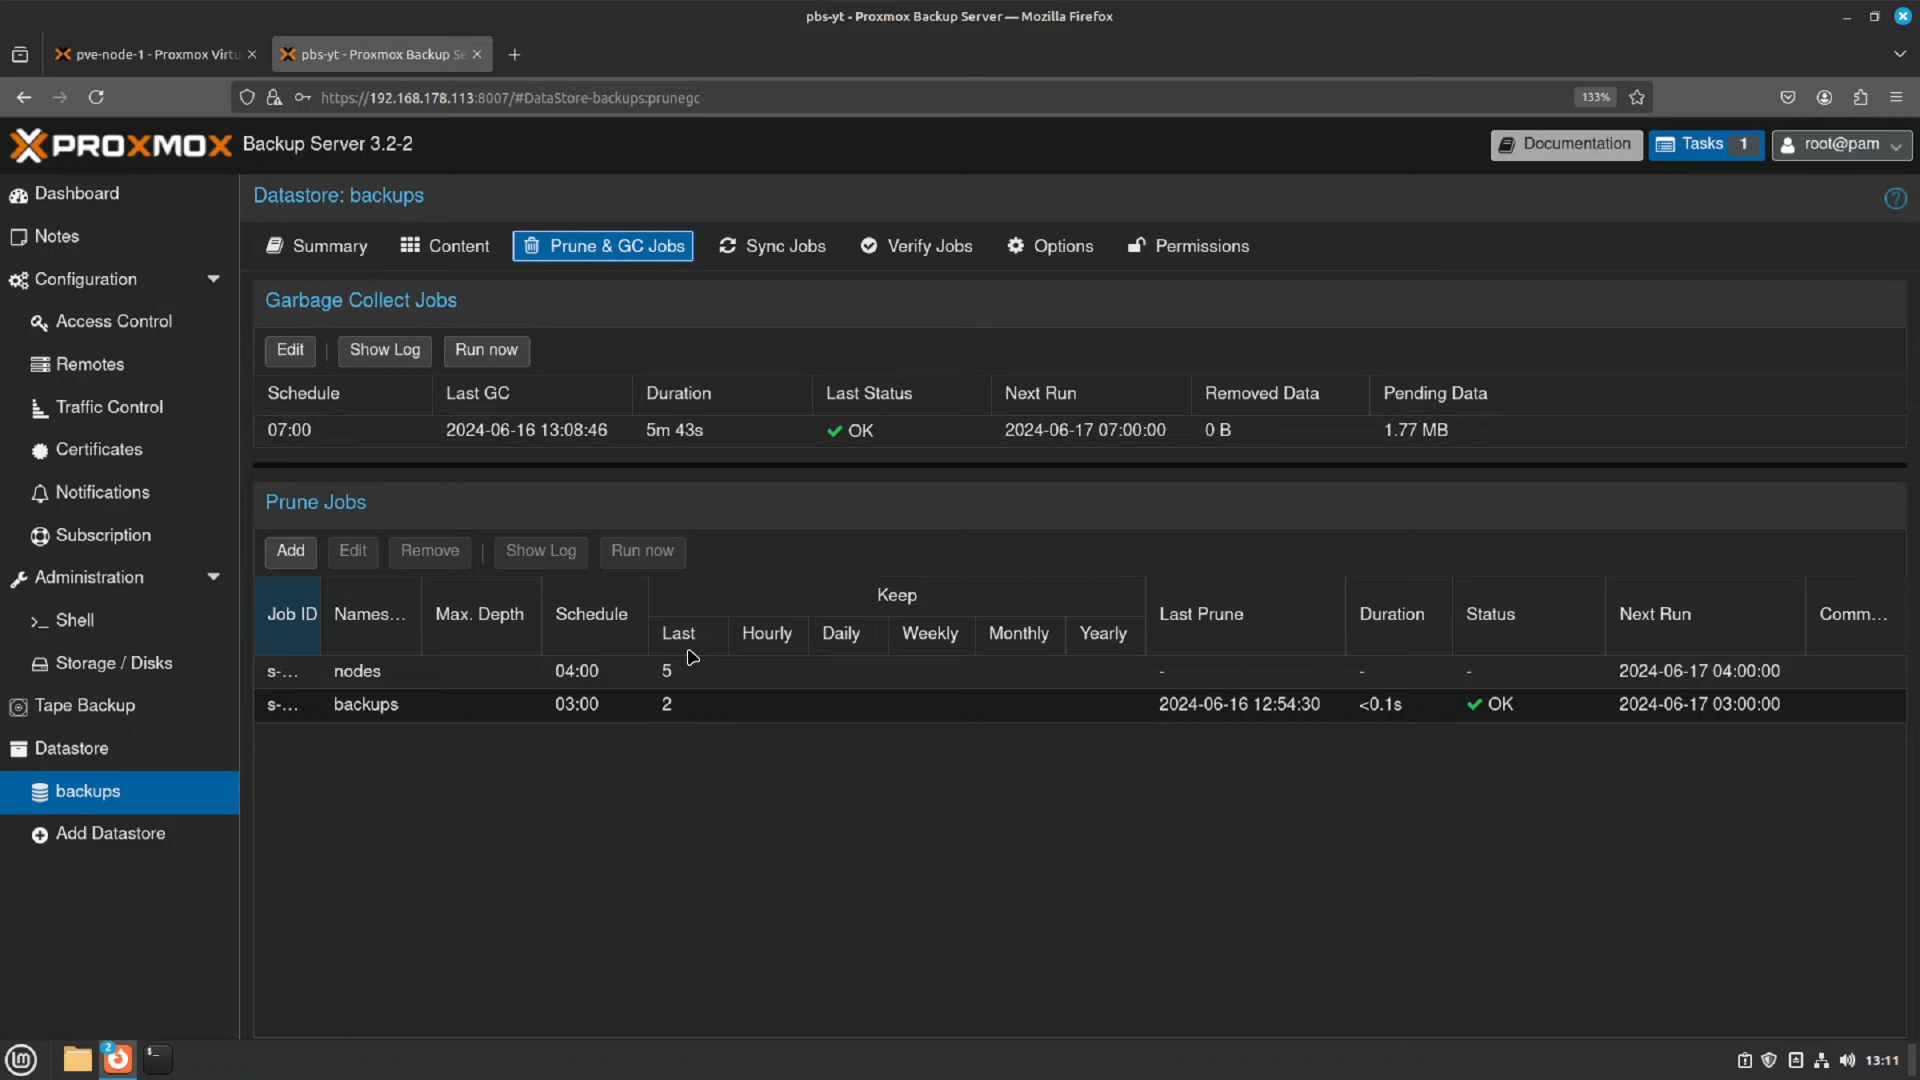 pbs-yt - Proxmox Backup Server — Mozilla Firefox
pve-node-1 - Proxmox Virtu
pbs-yt - Proxmox Backup Se
https://192.168.178.113:8007/#DataStore-backups:prunegc
133%
PROXMOX Backup Server 3.2-2
Documentation
Tasks 1
root@pam
Dashboard
Notes
Configuration
Access Control
Remotes
Traffic Control
Certificates
Notifications
Subscription
Administration
Shell
Storage / Disks
Tape Backup
Datastore
backups
Add Datastore
Datastore: backups
Summary Content Prune & GC Jobs Sync Jobs Verify Jobs Options Permissions
Garbage Collect Jobs
Edit Show Log Run now
Schedule Last GC Duration Last Status Next Run Removed Data Pending Data
07:00 2024-06-16 13:08:46 5m 43s OK 2024-06-17 07:00:00 0 B 1.77 MB
Prune Jobs
Add Edit Remove Show Log Run now
Keep
Job ID Names... Max. Depth Schedule Last Prune Duration Status Next Run Comm...
Last Hourly Daily Weekly Monthly Yearly
s-... nodes 04:00 5 - - - 2024-06-17 04:00:00
s-... backups 03:00 2 2024-06-16 12:54:30 <0.1s OK 2024-06-17 03:00:00
2
13:11